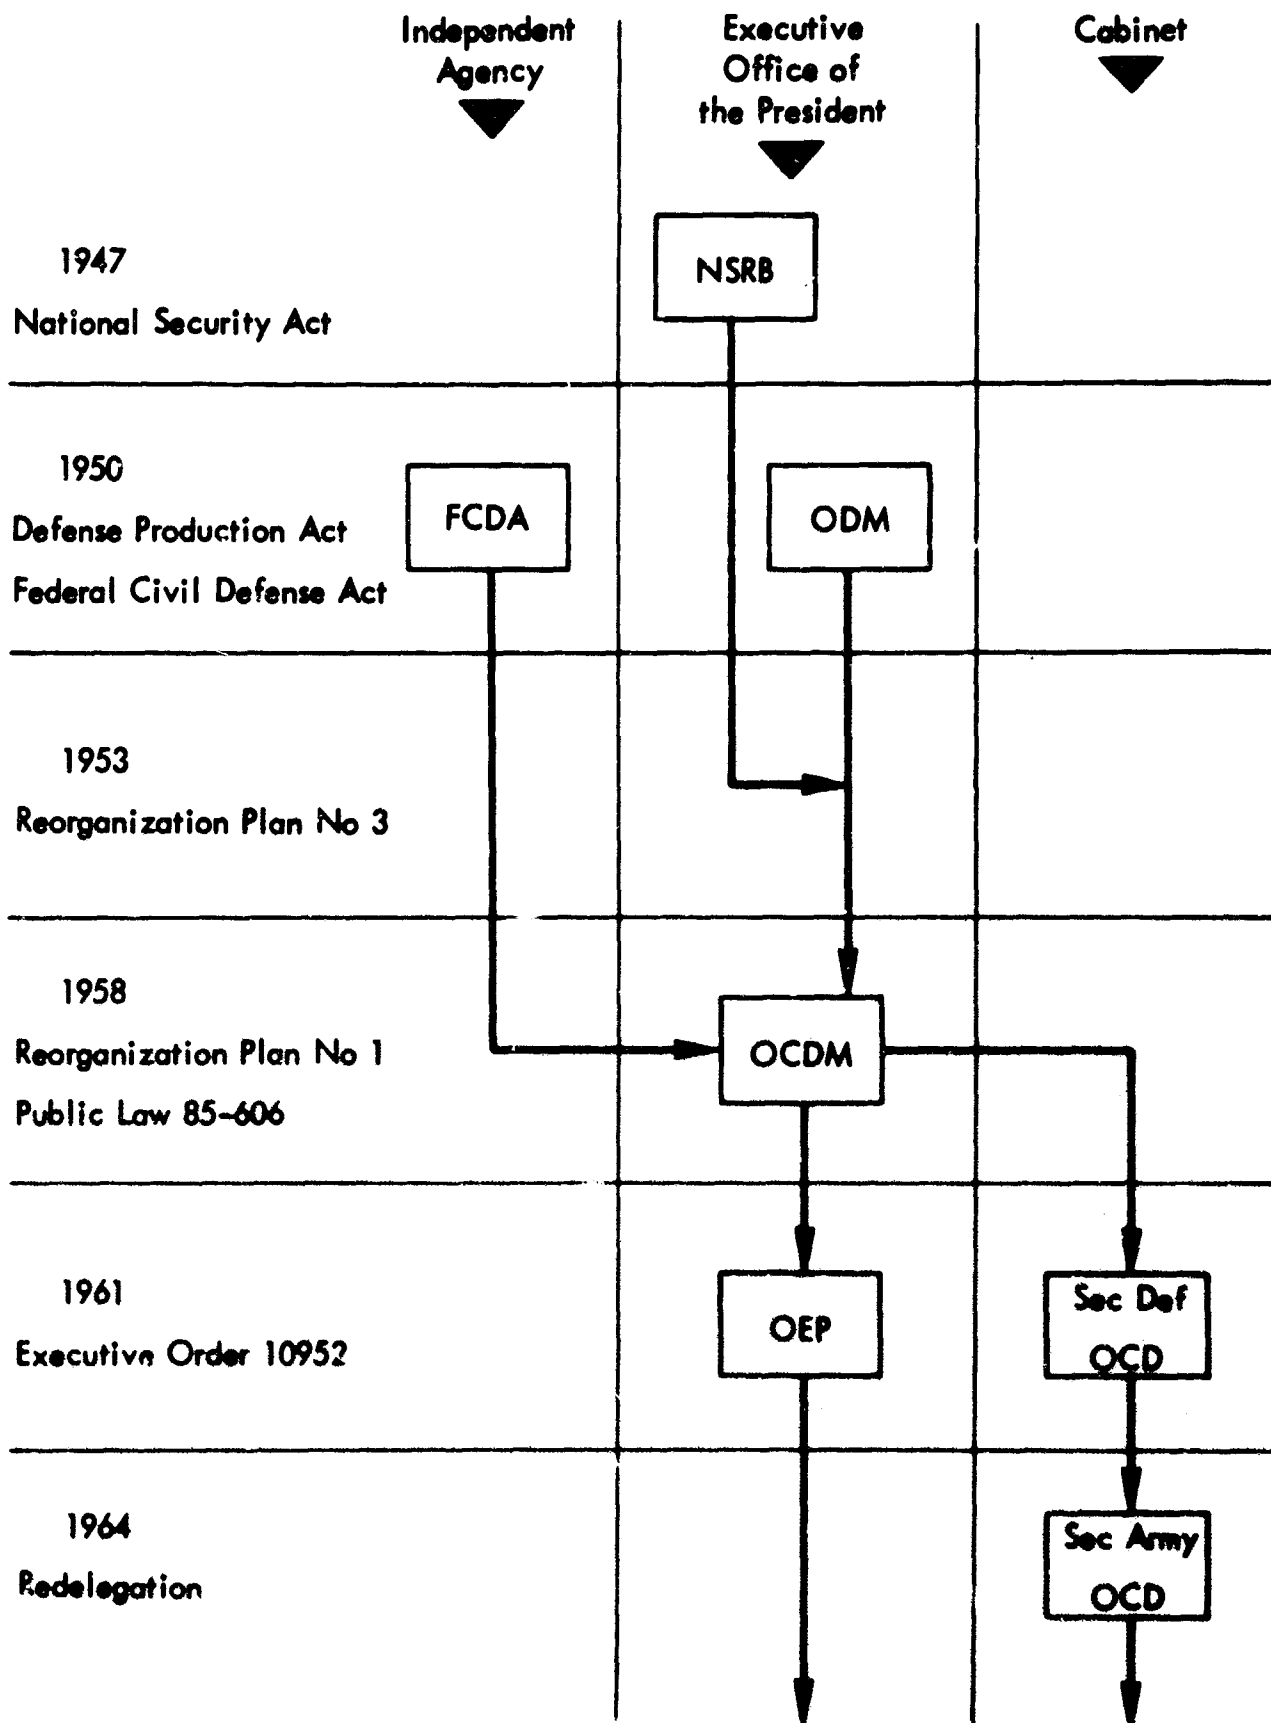 Independent
Agency
Executive
Office of
the President
Cabinet
1947
National Security Act
NSRB
1950
Defense Production Act
Federal Civil Defense Act
FCDA
ODM
1953
Reorganization Plan No 3
1958
Reorganization Plan No 1
Public Law 85-606
OCDM
1961
Executive Order 10952
OEP
Sec Def
OCD
1964
Redelegation
Sec Army
OCD